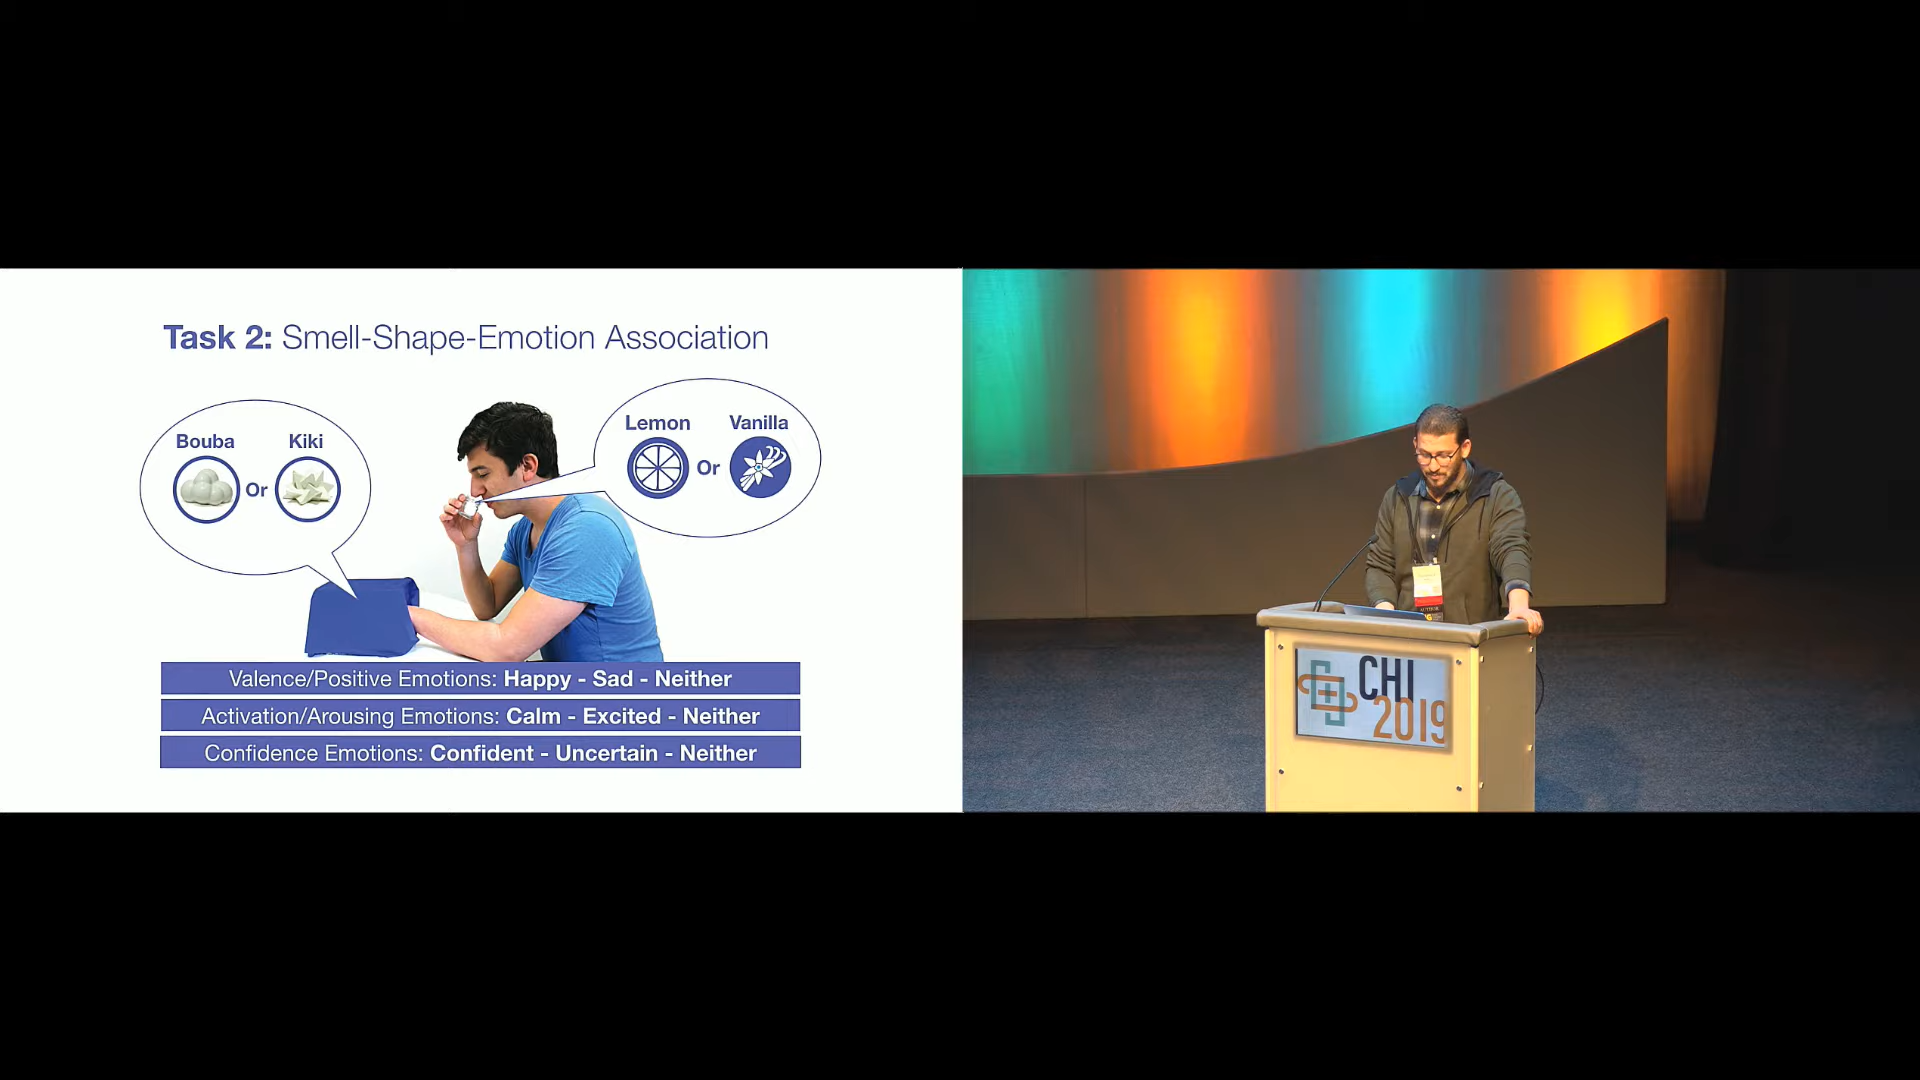 Task 2: Smell-Shape-Emotion Association
Bouba
Kiki
Or
Lemon
Vanilla
Or
Valence/Positive Emotions: Happy - Sad - Neither
Activation/Arousing Emotions: Calm - Excited - Neither
Confidence Emotions: Confident - Uncertain - Neither
AUTHOR
CHI
2019